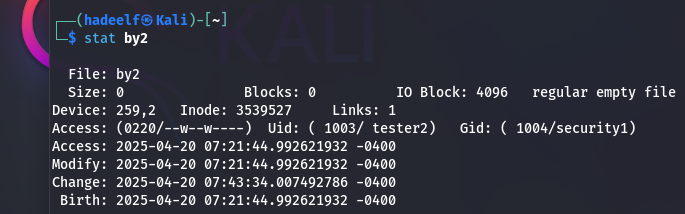 ┌──(hadeelf㉿Kali)-[~]
└─$ stat by2
File: by2
Size: 0 Blocks: 0 IO Block: 4096 regular empty file
Device: 259,2 Inode: 3539527 Links: 1
Access: (0220/--w--w----) Uid: ( 1003/ tester2) Gid: ( 1004/security1)
Access: 2025-04-20 07:21:44.992621932 -0400
Modify: 2025-04-20 07:21:44.992621932 -0400
Change: 2025-04-20 07:43:34.007492786 -0400
Birth: 2025-04-20 07:21:44.992621932 -0400
KALI